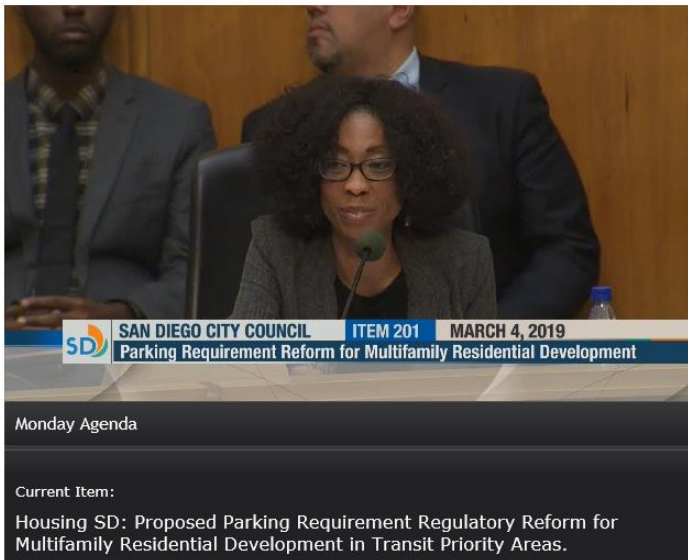 SD
SAN DIEGO CITY COUNCIL ITEM 201 MARCH 4, 2019
Parking Requirement Reform for Multifamily Residential Development
Monday Agenda
Current Item:
Housing SD: Proposed Parking Requirement Regulatory Reform for
Multifamily Residential Development in Transit Priority Areas.